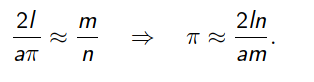 2l/aπ ≈ m/n ⇒ π ≈ 2ln/am.